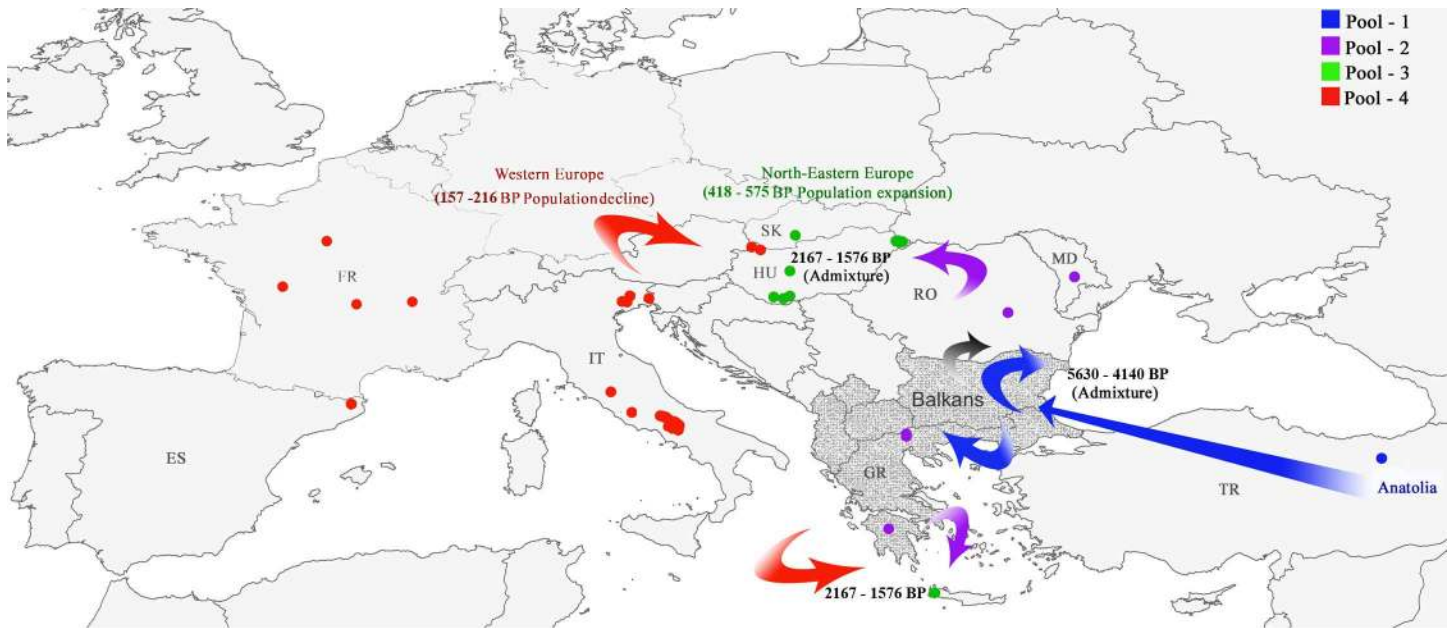 Pool - 1
Pool - 2
Pool - 3
Pool - 4
Western Europe
(157 -216 BP Populationdecline)
North-Eastern Europe
(418 - 575 BP Population expansion)
SK
2167 - 1576 BP
(Admixture)
HU
MD
FR
RO
IT
5630 - 4140 BP
(Admixture)
Balkans
ES
GR
TR
Anatolia
2167 - 1576 BP